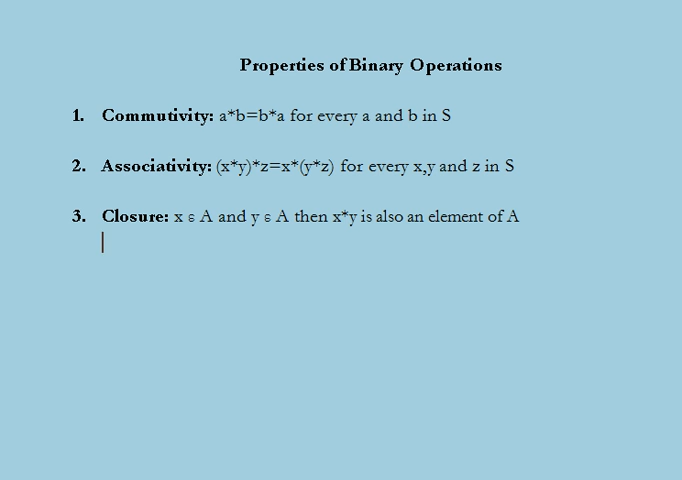 Properties of Binary Operations
1. Commutivity: a*b=b*a for every a and b in S
2. Associativity: (x*y)*z=x*(y*z) for every x,y and z in S
3. Closure: x ε A and y ε A then x*y is also an element of A